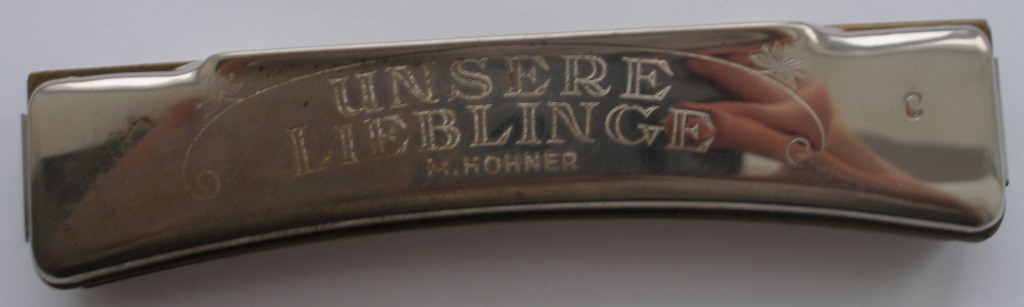 UNSERE
LIEBLINGE
M. HOHNER
C